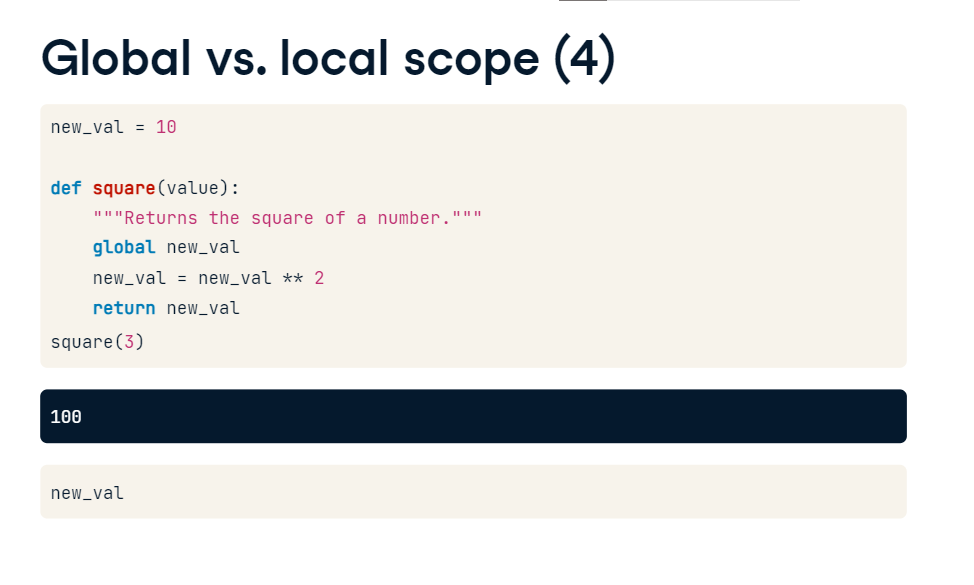 Global vs. local scope (4)
new_val = 10
def square(value):
    """Returns the square of a number."""
    global new_val
    new_val = new_val ** 2
    return new_val
square(3)
100
new_val